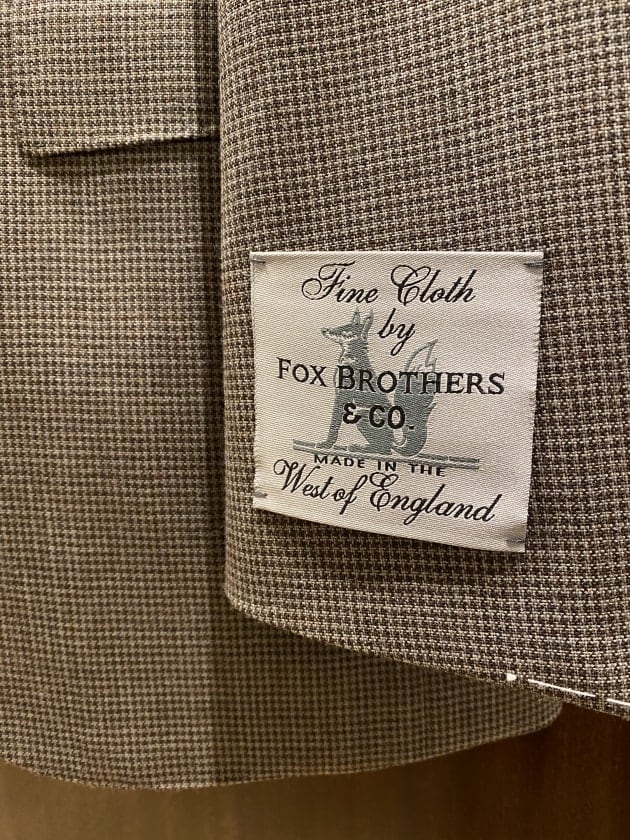 Fine Cloth
by
FOX BROTHERS
& CO.
MADE IN THE
West of England